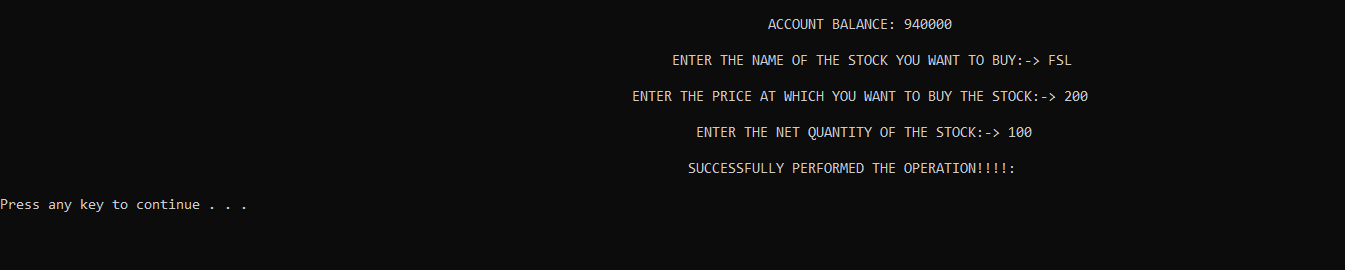 ACCOUNT BALANCE: 940000
ENTER THE NAME OF THE STOCK YOU WANT TO BUY:-> FSL
ENTER THE PRICE AT WHICH YOU WANT TO BUY THE STOCK:-> 200
ENTER THE NET QUANTITY OF THE STOCK:-> 100
SUCCESSFULLY PERFORMED THE OPERATION!!!!:
Press any key to continue . . .